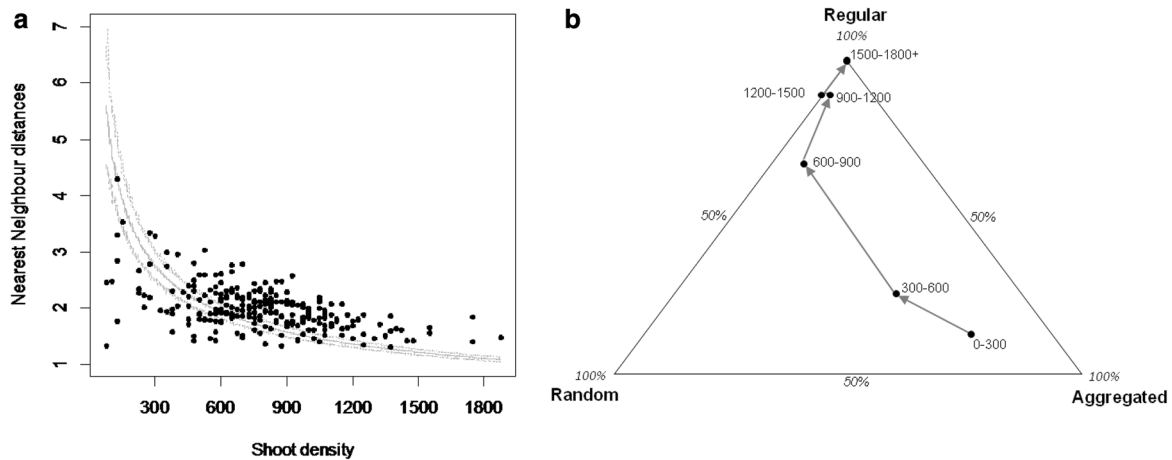 a
7
6
5
4
3
2
1
Nearest Neighbour distances
300 600 900 1200 1500 1800
Shoot density
b
Regular
100%
1500-1800+
1200-1500
900-1200
600-900
50%
50%
300-600
0-300
100%
50%
100%
Random
Aggregated